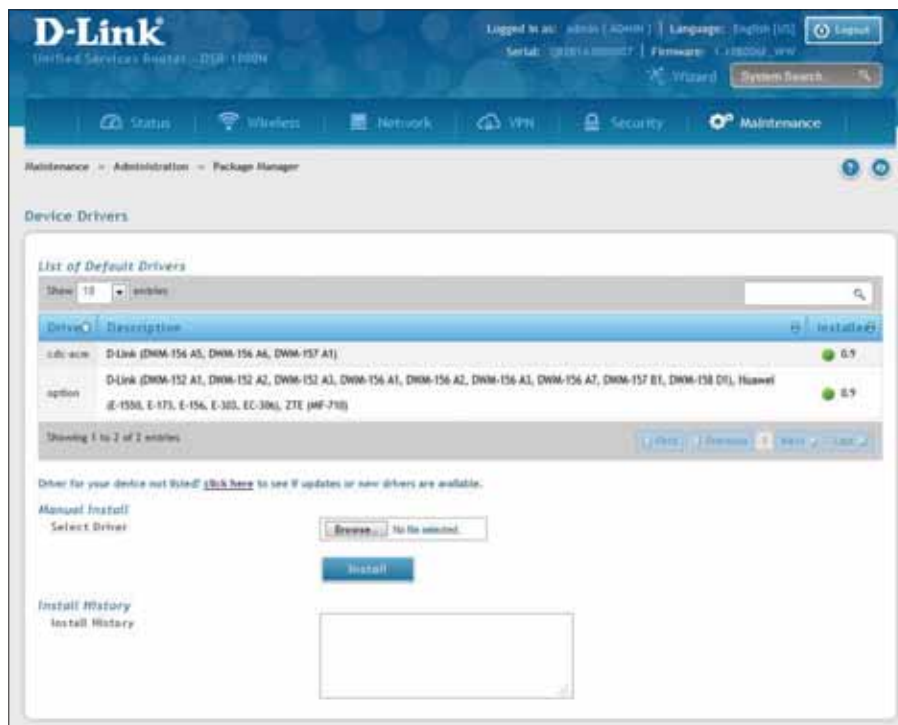 D-Link
Logged in as: admin [ADMIN] | Language: English [US]
Logout
Unified Services Router - DSR-1000N
Serial: | Firmware:
Wizard
System Search
Status
Wireless
Network
VPN
Security
Maintenance
Maintenance » Administration » Package Manager
Device Drivers
List of Default Drivers
Show 10 entries
Driver Description Installed
cdc-acm D-Link (DWM-156 A5, DWM-156 A6, DWM-157 A1) 0.9
option D-Link (DWM-152 A1, DWM-152 A2, DWM-152 A3, DWM-156 A1, DWM-156 A2, DWM-156 A3, DWM-156 A7, DWM-157 B1, DWM-158 D1), Huawei
(E-1550, E-173, E-156, E-303, EC-306), ZTE (MF-710) 0.9
Showing 1 to 2 of 2 entries
First Previous 1 Next Last
Driver for your device not listed? click here to see if updates or new drivers are available.
Manual Install
Select Driver
Browse... No file selected.
Install
Install History
Install History